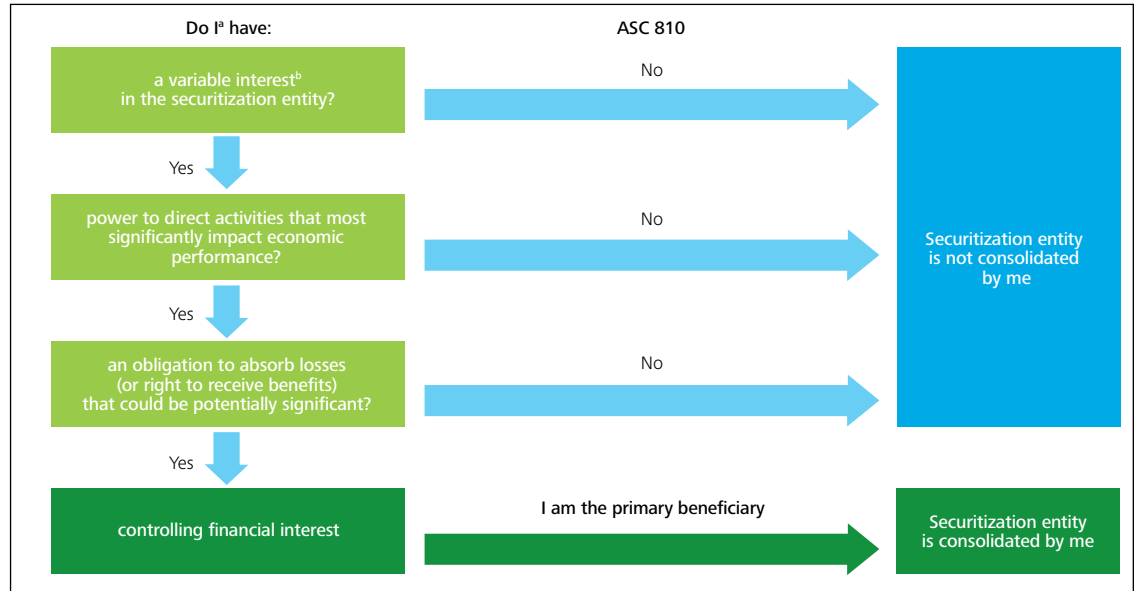 Do Iᵃ have:
ASC 810
a variable interestᵇ
in the securitization entity?
No
Yes
power to direct activities that most
significantly impact economic
performance?
No
Securitization entity
is not consolidated
by me
Yes
an obligation to absorb losses
(or right to receive benefits)
that could be potentially significant?
No
Yes
controlling financial interest
I am the primary beneficiary
Securitization entity
is consolidated by me